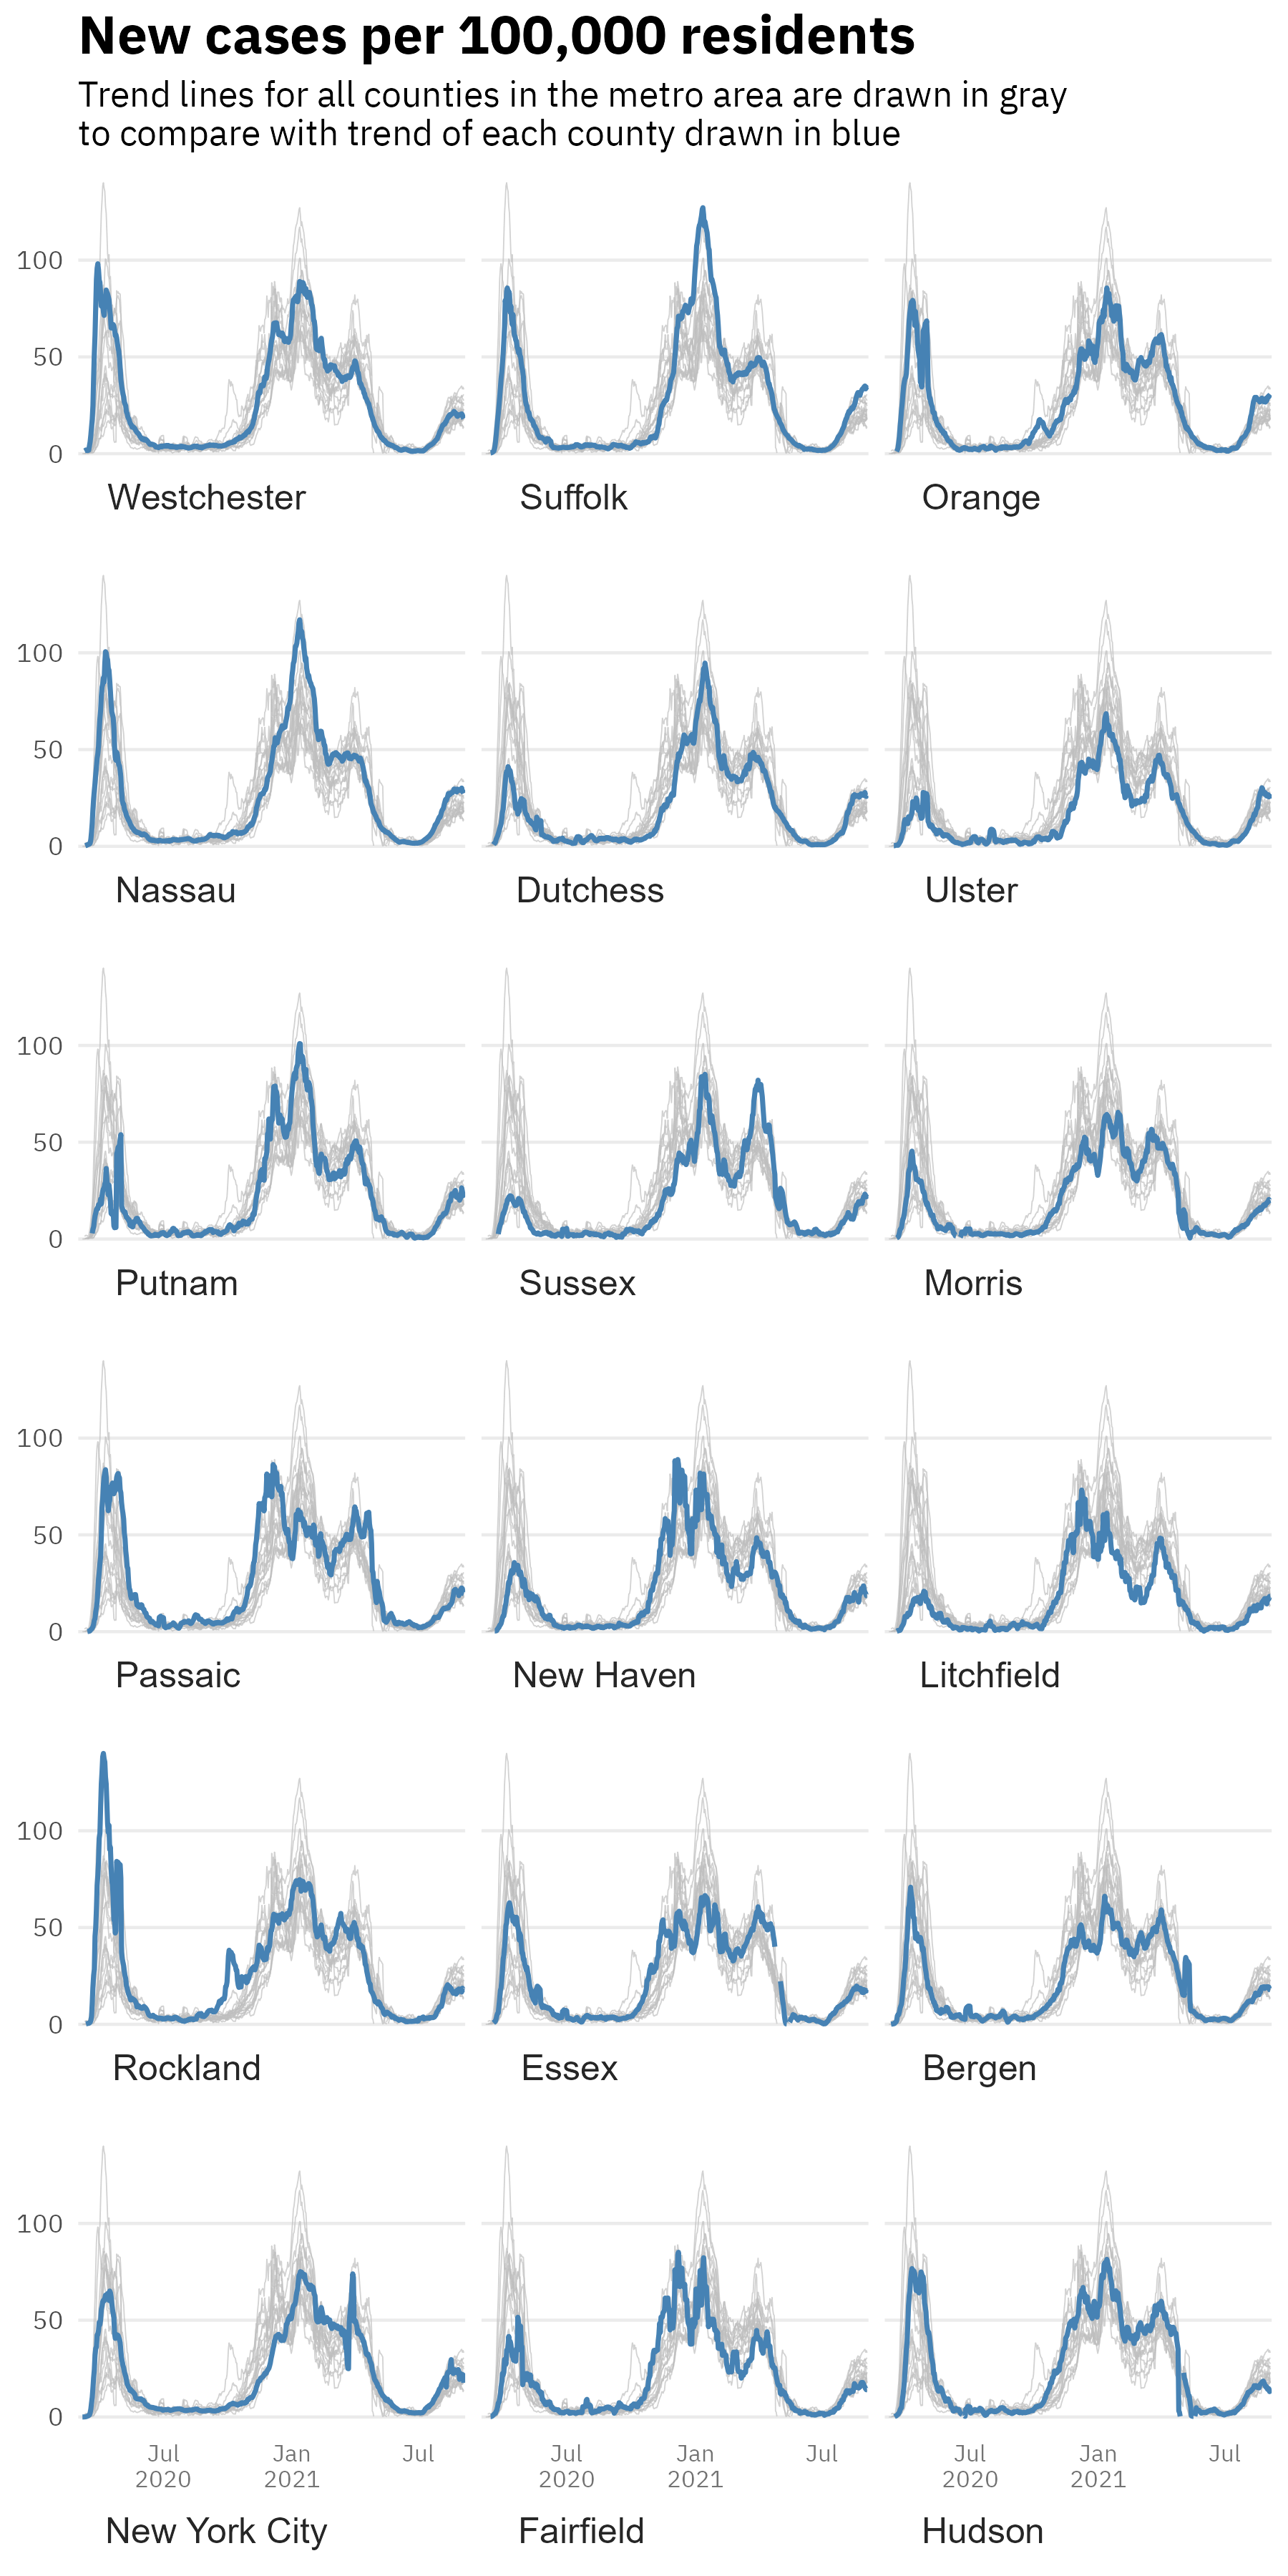 New cases per 100,000 residents
Trend lines for all counties in the metro area are drawn in gray
to compare with trend of each county drawn in blue
100
50
0
Westchester Suffolk Orange
100
50
0
Nassau Dutchess Ulster
100
50
0
Putnam Sussex Morris
100
50
0
Passaic New Haven Litchfield
100
50
0
Rockland Essex Bergen
100
50
0
Jul Jan Jul Jul Jan Jul Jul Jan Jul
2020 2021 2020 2021 2020 2021
New York City Fairfield Hudson